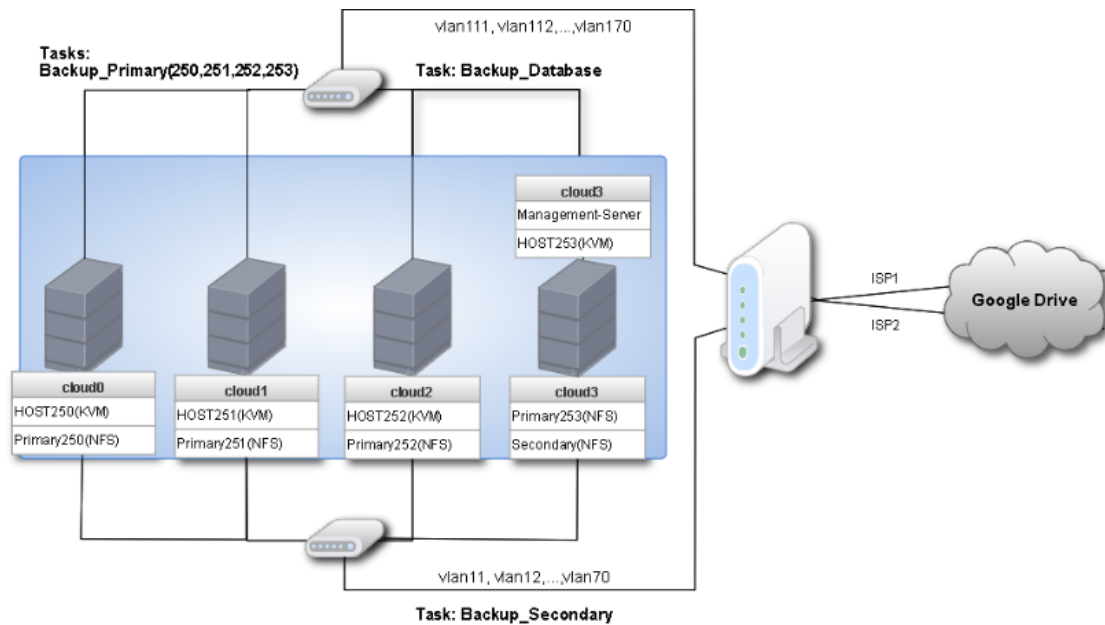 vlan111, vlan112,...,vlan170
Tasks:
Backup_Primary(250,251,252,253)
Task: Backup_Database
cloud3
Management-Server
HOST253(KVM)
ISP1
Google Drive
ISP2
cloud0
HOST250(KVM)
Primary250(NFS)
cloud1
HOST251(KVM)
Primary251(NFS)
cloud2
HOST252(KVM)
Primary252(NFS)
cloud3
Primary253(NFS)
Secondary(NFS)
vlan11, vlan12,...,vlan70
Task: Backup_Secondary